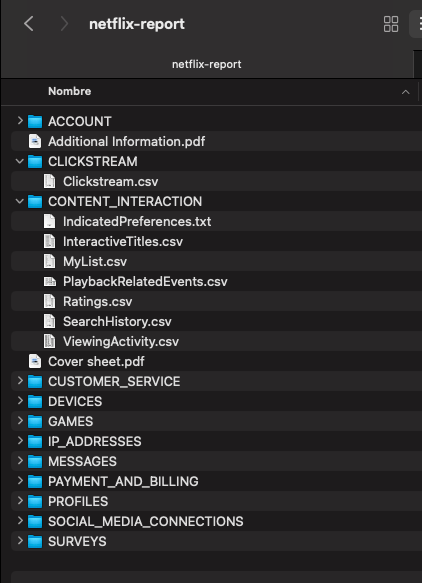 netflix-report
netflix-report
Nombre
ACCOUNT
Additional Information.pdf
CLICKSTREAM
Clickstream.csv
CONTENT_INTERACTION
IndicatedPreferences.txt
InteractiveTitles.csv
MyList.csv
PlaybackRelatedEvents.csv
Ratings.csv
SearchHistory.csv
ViewingActivity.csv
Cover sheet.pdf
CUSTOMER_SERVICE
DEVICES
GAMES
IP_ADDRESSES
MESSAGES
PAYMENT_AND_BILLING
PROFILES
SOCIAL_MEDIA_CONNECTIONS
SURVEYS